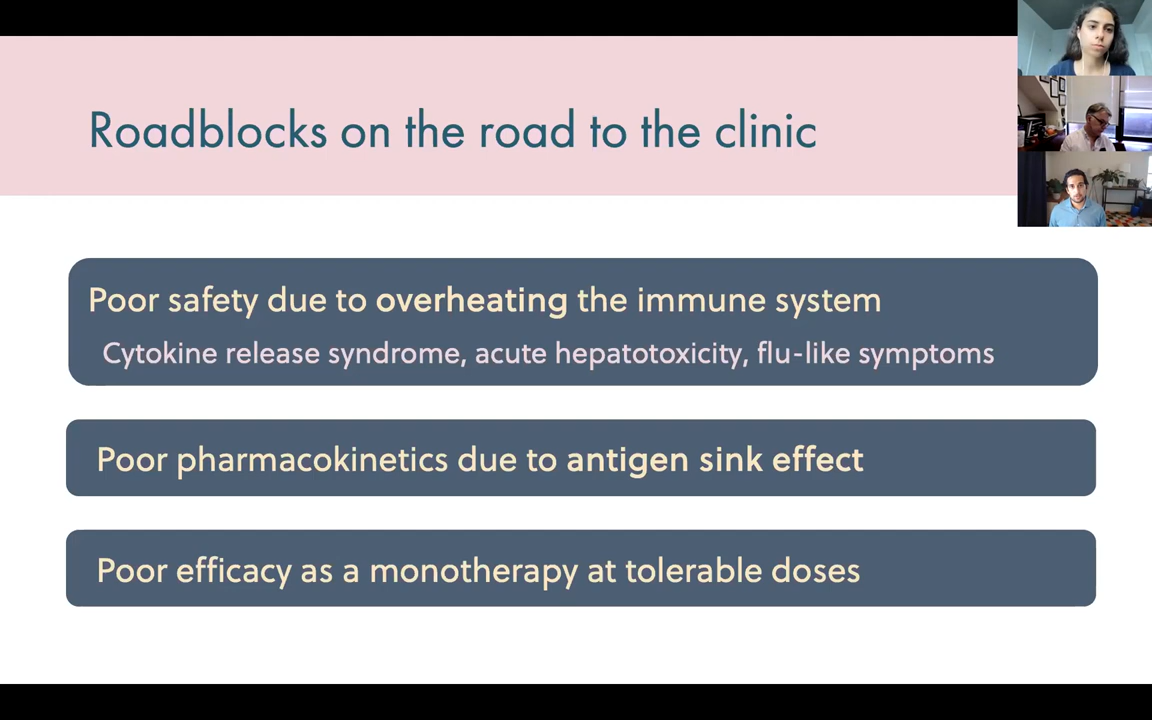 Roadblocks on the road to the clinic
Poor safety due to overheating the immune system
Cytokine release syndrome, acute hepatotoxicity, flu-like symptoms
Poor pharmacokinetics due to antigen sink effect
Poor efficacy as a monotherapy at tolerable doses